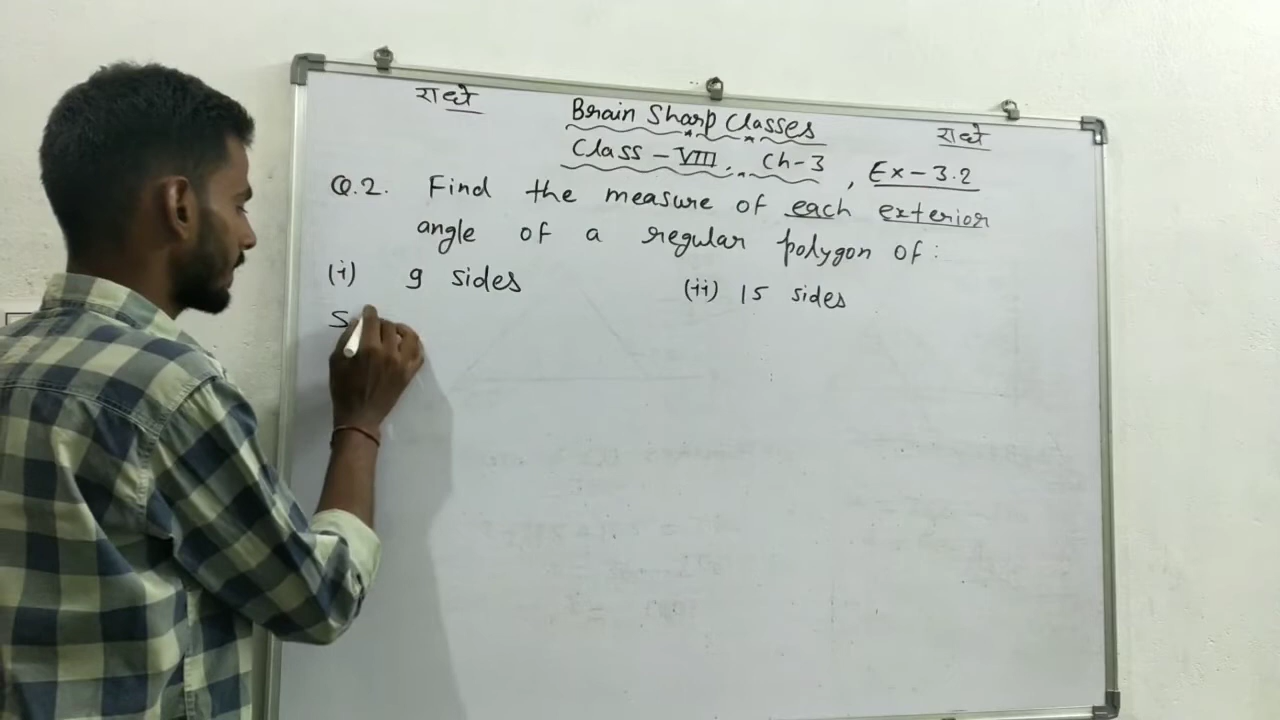 राधे Brain Sharp Classes राधे
Class - VIII, Ch-3, Ex-3.2
Q.2. Find the measure of each exterior
angle of a regular polygon of:
(i) 9 sides (ii) 15 sides
S